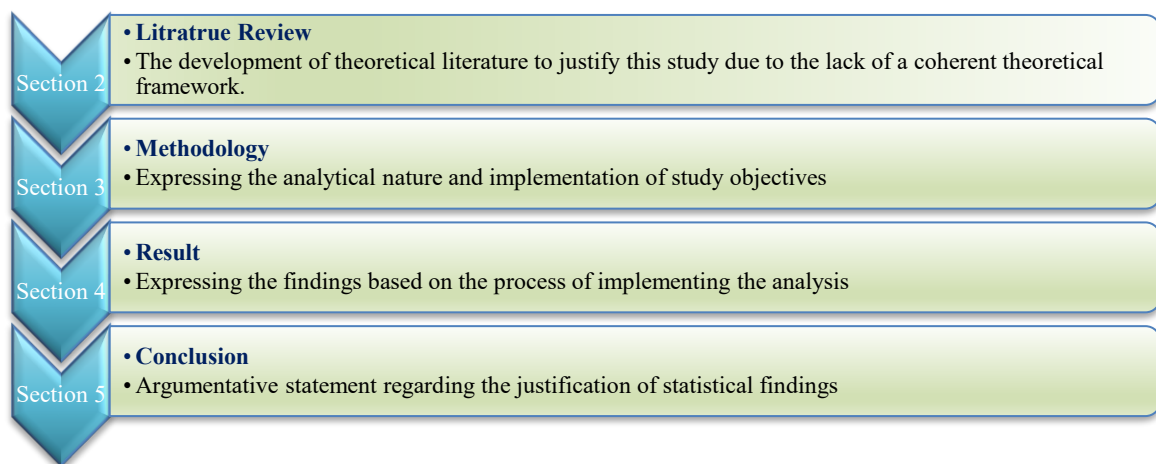 Section 2
• Litratrue Review
• The development of theoretical literature to justify this study due to the lack of a coherent theoretical
framework.
Section 3
• Methodology
• Expressing the analytical nature and implementation of study objectives
Section 4
• Result
• Expressing the findings based on the process of implementing the analysis
Section 5
• Conclusion
• Argumentative statement regarding the justification of statistical findings